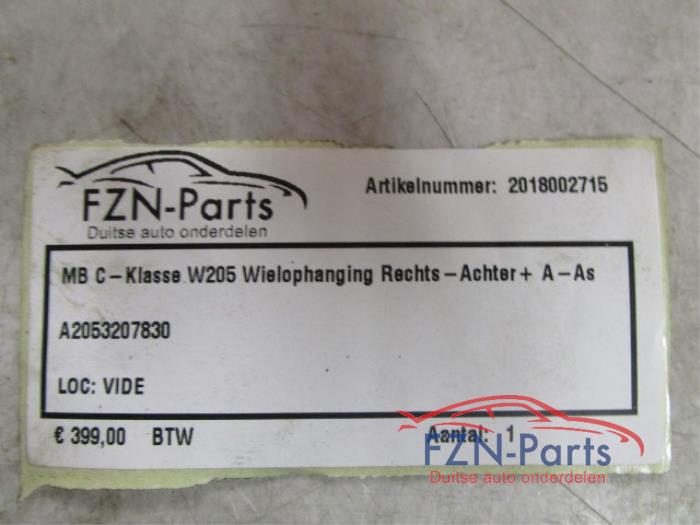 FZN-Parts
Duitse auto onderdelen
Artikelnummer: 2018002715
MB C-Klasse W205 Wielophanging Rechts-Achter+ A-As
A2053207830
LOC: VIDE
€ 399,00 BTW
Aantal: 1
FZN-Parts
Duitse auto onderdelen